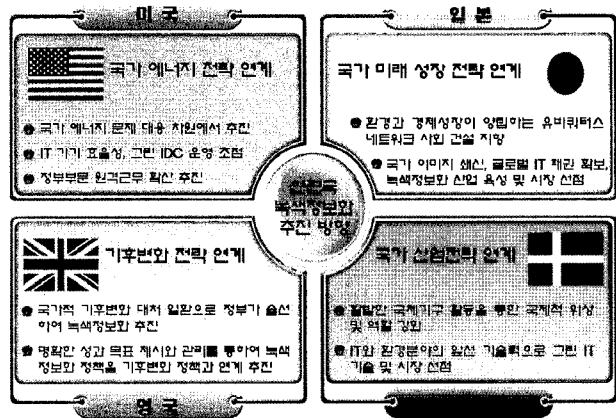 미 국
국가 에너지 전략 연계
국가 에너지 문제 대응 차원에서 추진
IT 기기 효율성, 그린 IDC 운영 초점
정부부문 원격근무 확산 추진
일 본
국가 미래 성장 전략 연계
환경과 경제성장이 양립하는 유비쿼터스
네트워크 사회 건설 지향
국가 이미지 쇄신, 글로벌 IT 패권 확보,
녹색정보화 산업 육성 및 시장 선점
선진국
녹색정보화
추진 방향
기후변화 전략 연계
국가적 기후변화 대처 일환으로 정부가 솔선
하여 녹색정보화 추진
명확한 성과 목표 제시와 관리를 통하여 녹색
정보화 정책을 기후변화 정책과 연계 추진
영 국
국가 산업전략 연계
활발한 국제기구 활동을 통한 국제적 위상
및 역할 강화
IT와 환경분야의 앞선 기술력으로 그린 IT
기술 및 시장 선점